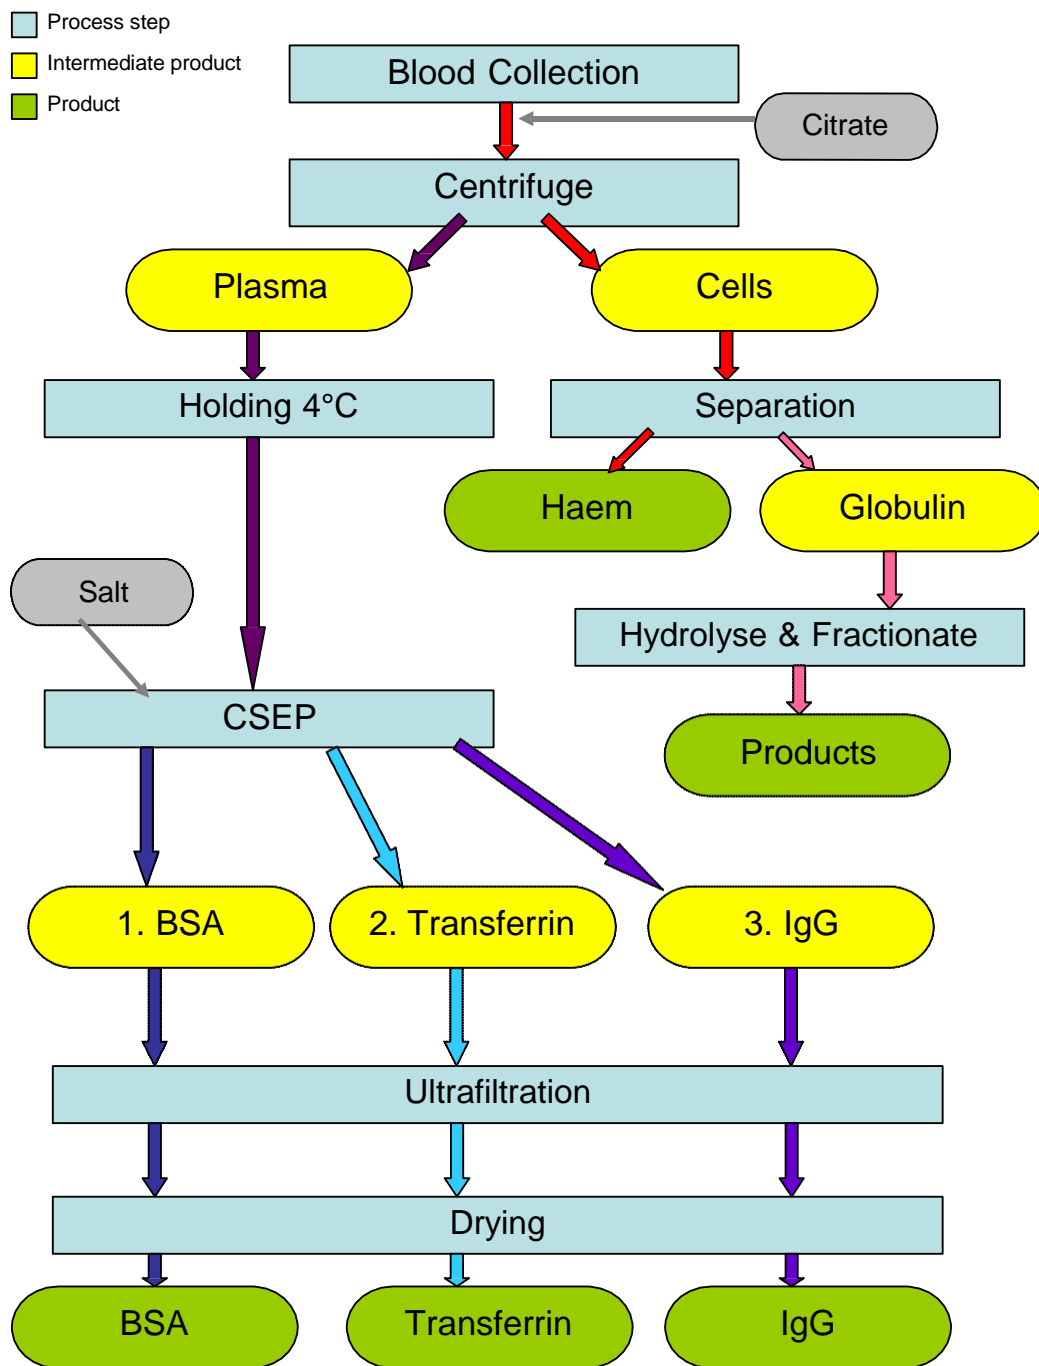 Process step
Intermediate product
Product
Blood Collection
Citrate
Centrifuge
Plasma
Cells
Holding 4°C
Separation
Haem
Globulin
Salt
Hydrolyse & Fractionate
CSEP
Products
1. BSA
2. Transferrin
3. IgG
Ultrafiltration
Drying
BSA
Transferrin
IgG